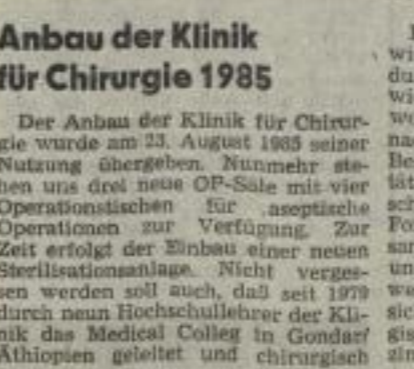 Anbau der Klinik
für Chirurgie 1985
Der Anbau der Klinik für Chirur-
gie wurde am 23. August 1985 seiner
Nutzung übergeben. Nunmehr ste-
hen uns drei neue OP-Säle mit vier
Operationstischen für aseptische
Operationen zur Verfügung. Zur
Zeit erfolgt der Einbau einer neuen
Sterilisationsanlage. Nicht verges-
sen werden soll auch, daß seit 1979
durch neun Hochschullehrer der Kli-
nik das Medical Colleg in Gondar/
Äthiopien geleitet und chirurgisch